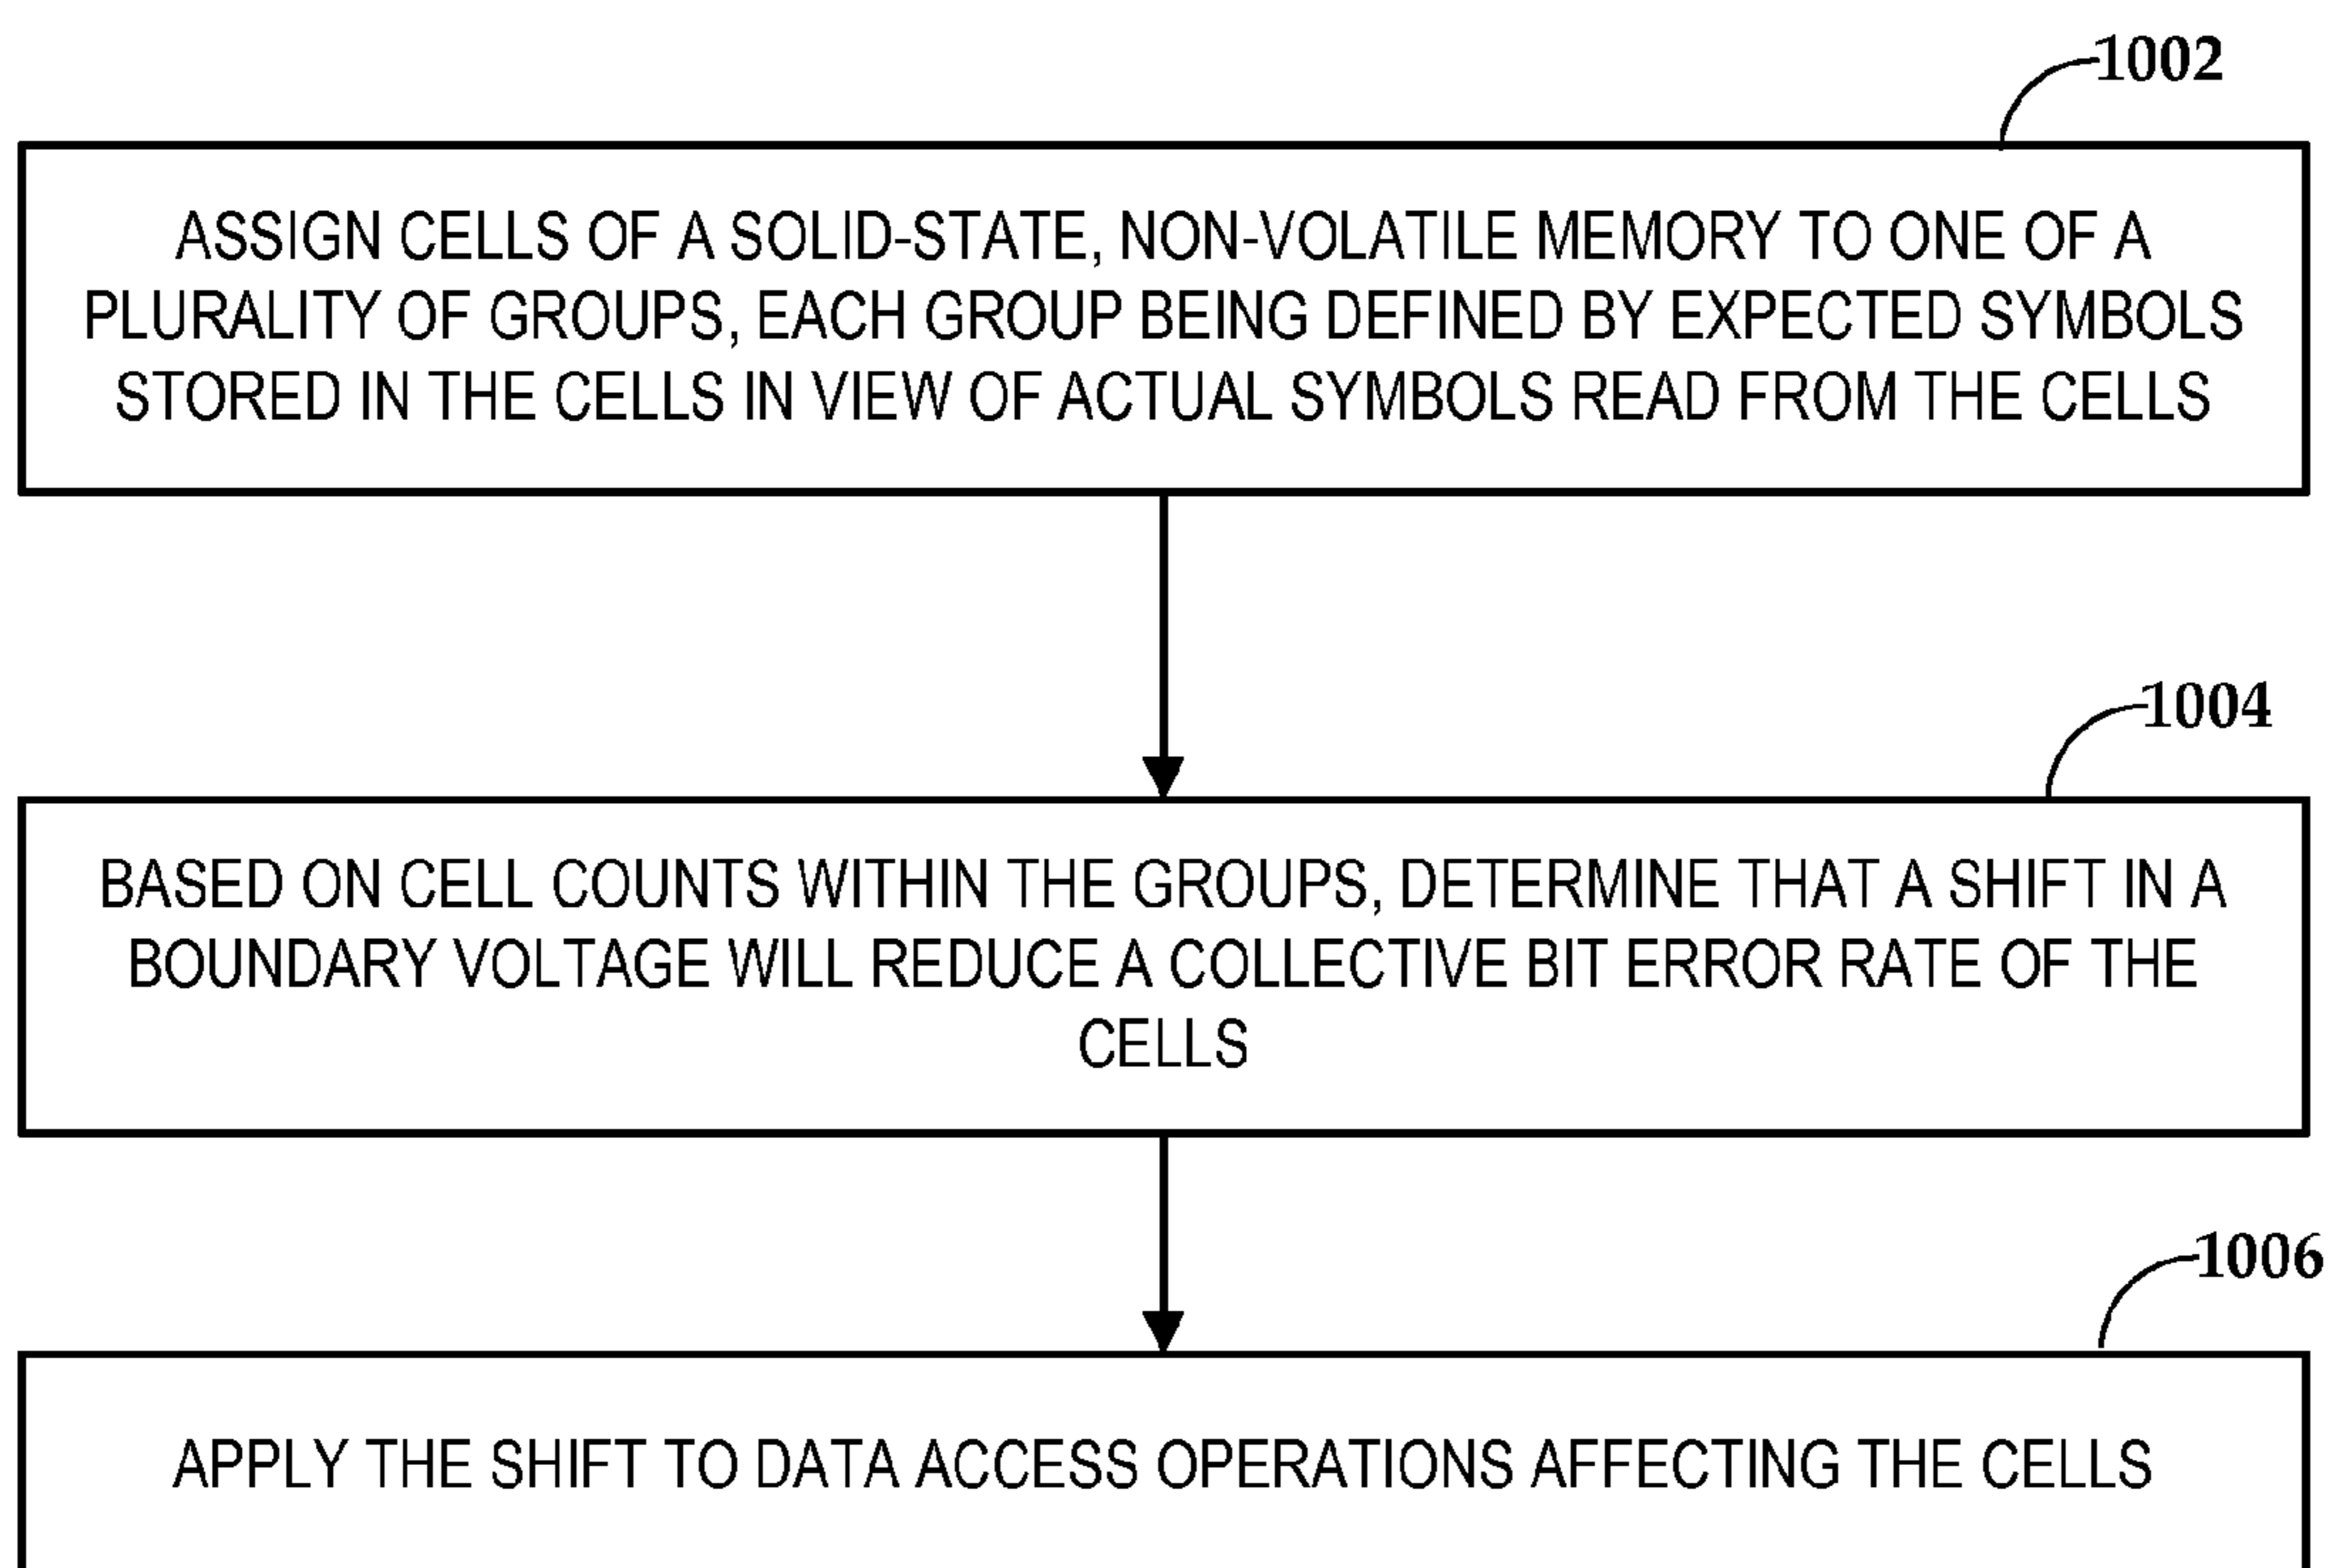 1002
ASSIGN CELLS OF A SOLID-STATE, NON-VOLATILE MEMORY TO ONE OF A
PLURALITY OF GROUPS, EACH GROUP BEING DEFINED BY EXPECTED SYMBOLS
STORED IN THE CELLS IN VIEW OF ACTUAL SYMBOLS READ FROM THE CELLS
1004
BASED ON CELL COUNTS WITHIN THE GROUPS, DETERMINE THAT A SHIFT IN A
BOUNDARY VOLTAGE WILL REDUCE A COLLECTIVE BIT ERROR RATE OF THE
CELLS
1006
APPLY THE SHIFT TO DATA ACCESS OPERATIONS AFFECTING THE CELLS